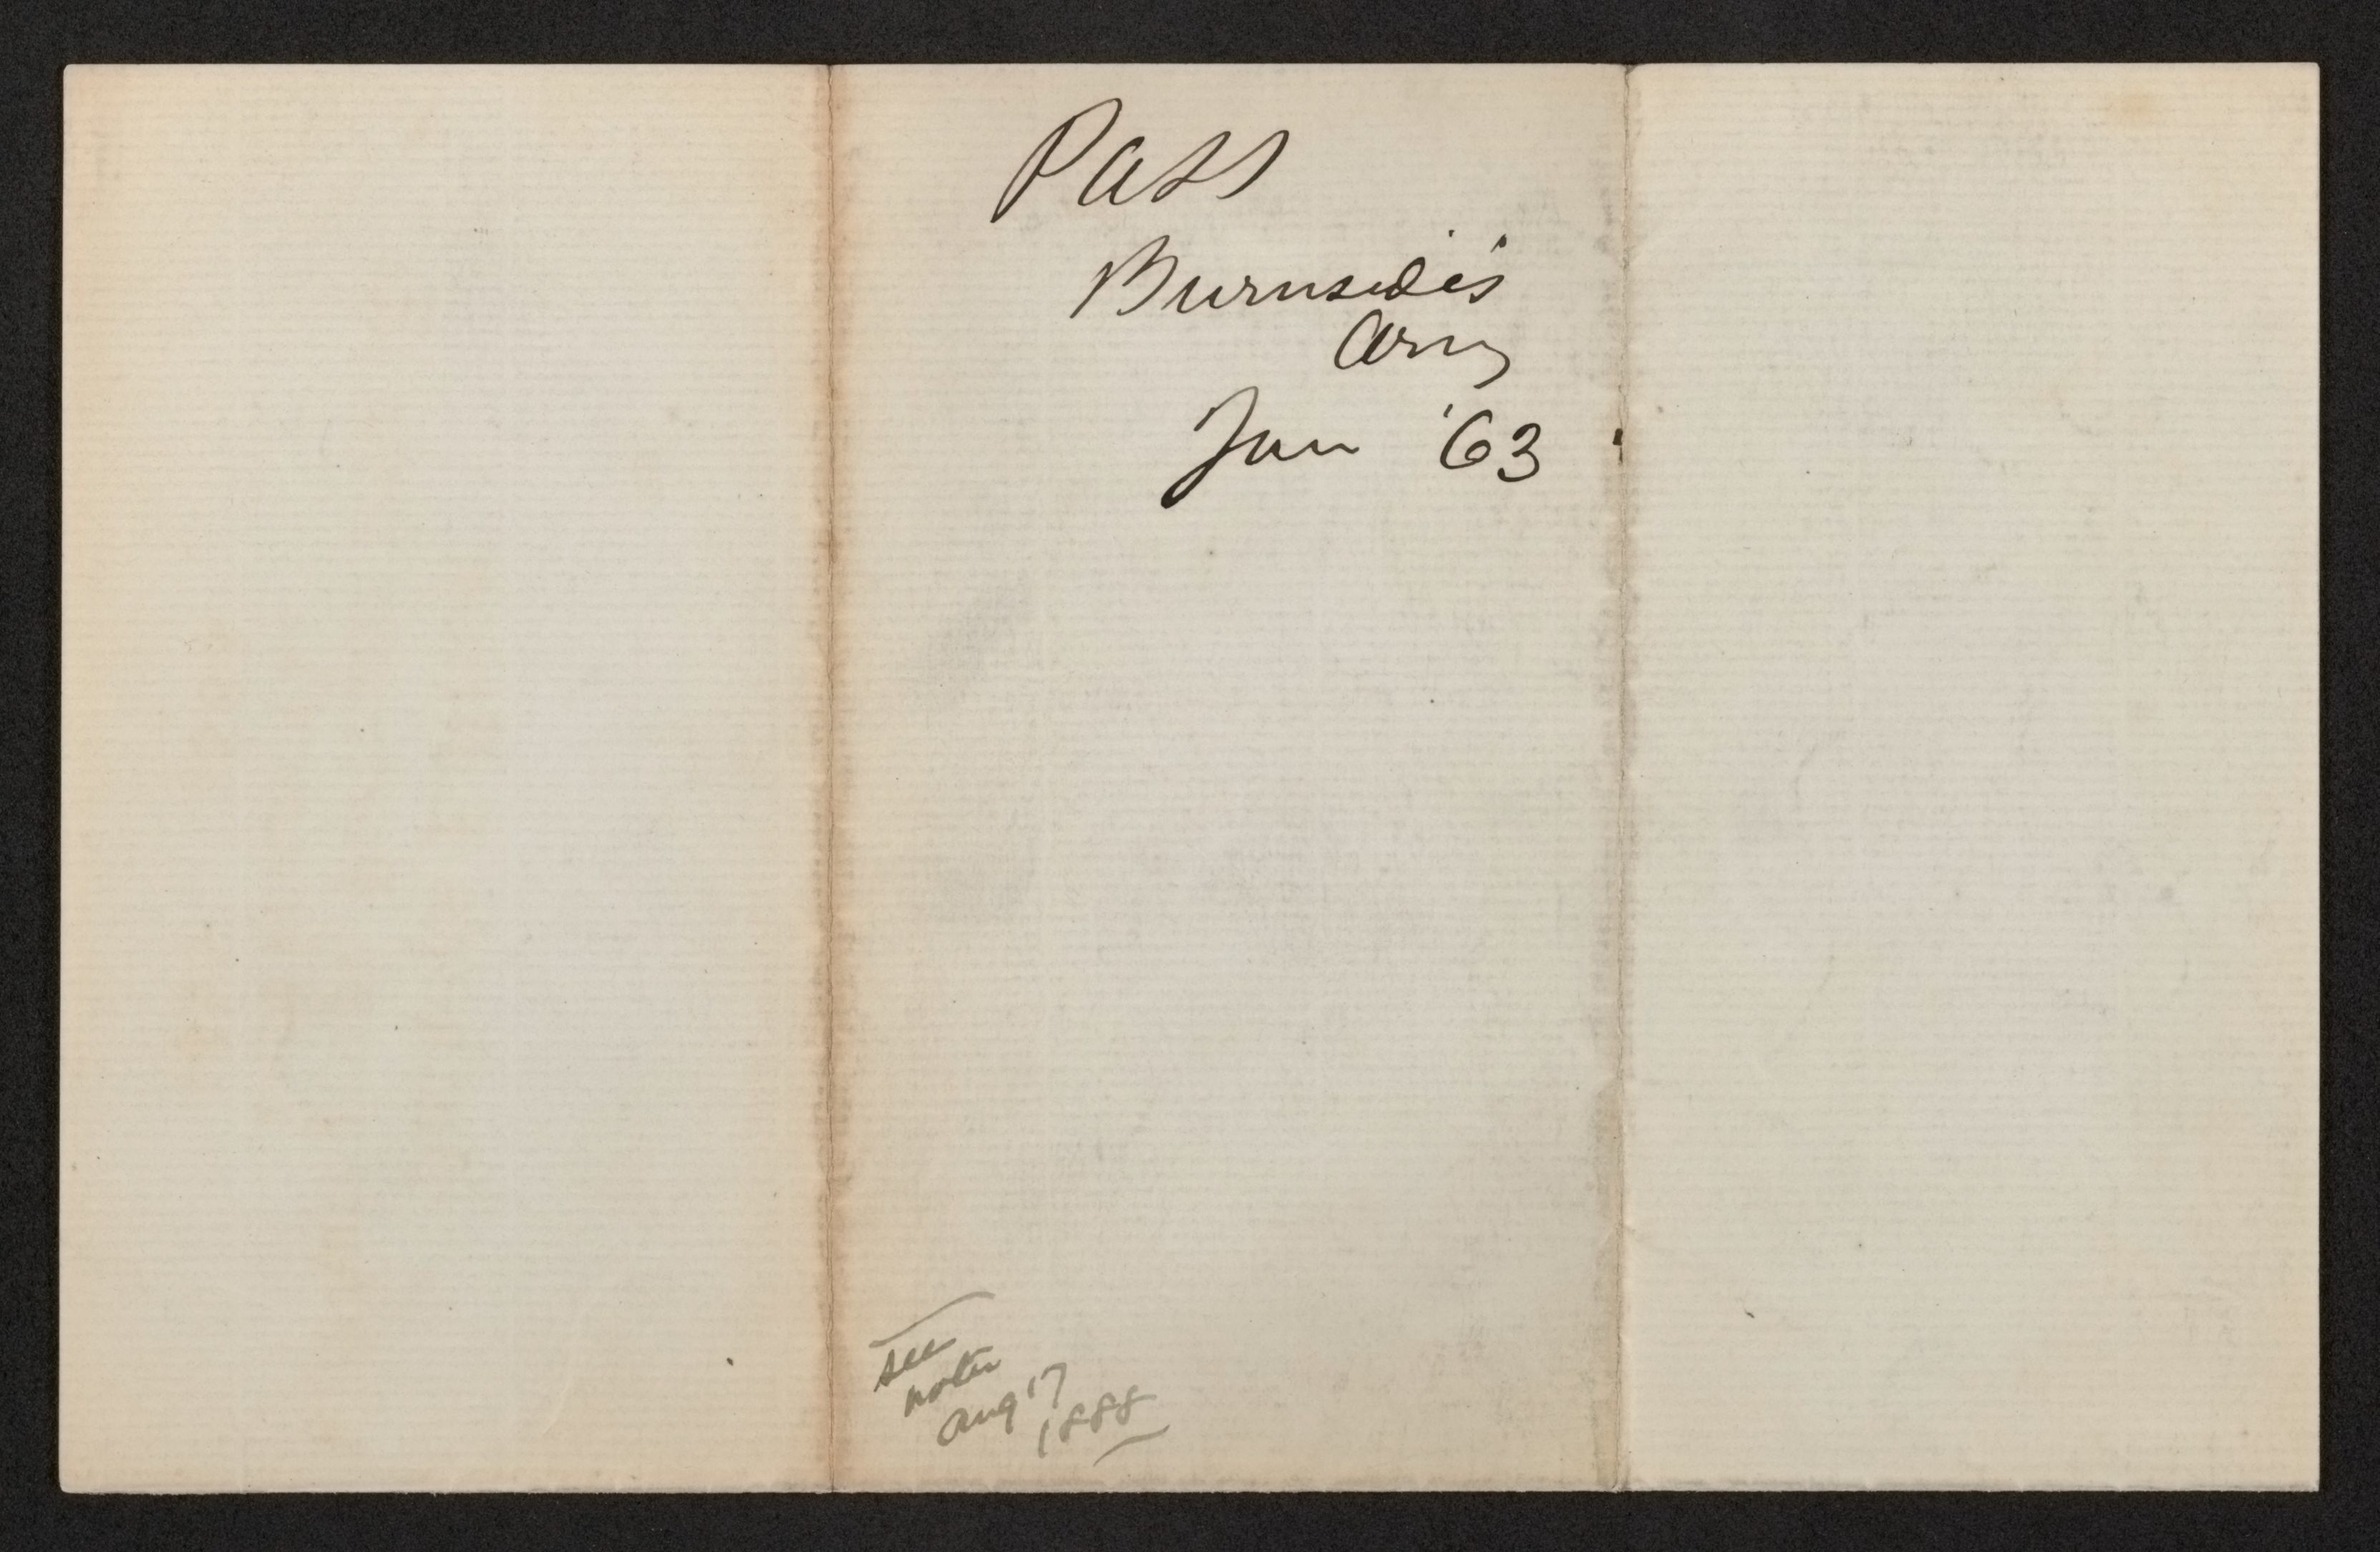 Pass
Burnside's
Army
Jan '63
see
notes
Aug 17
1888